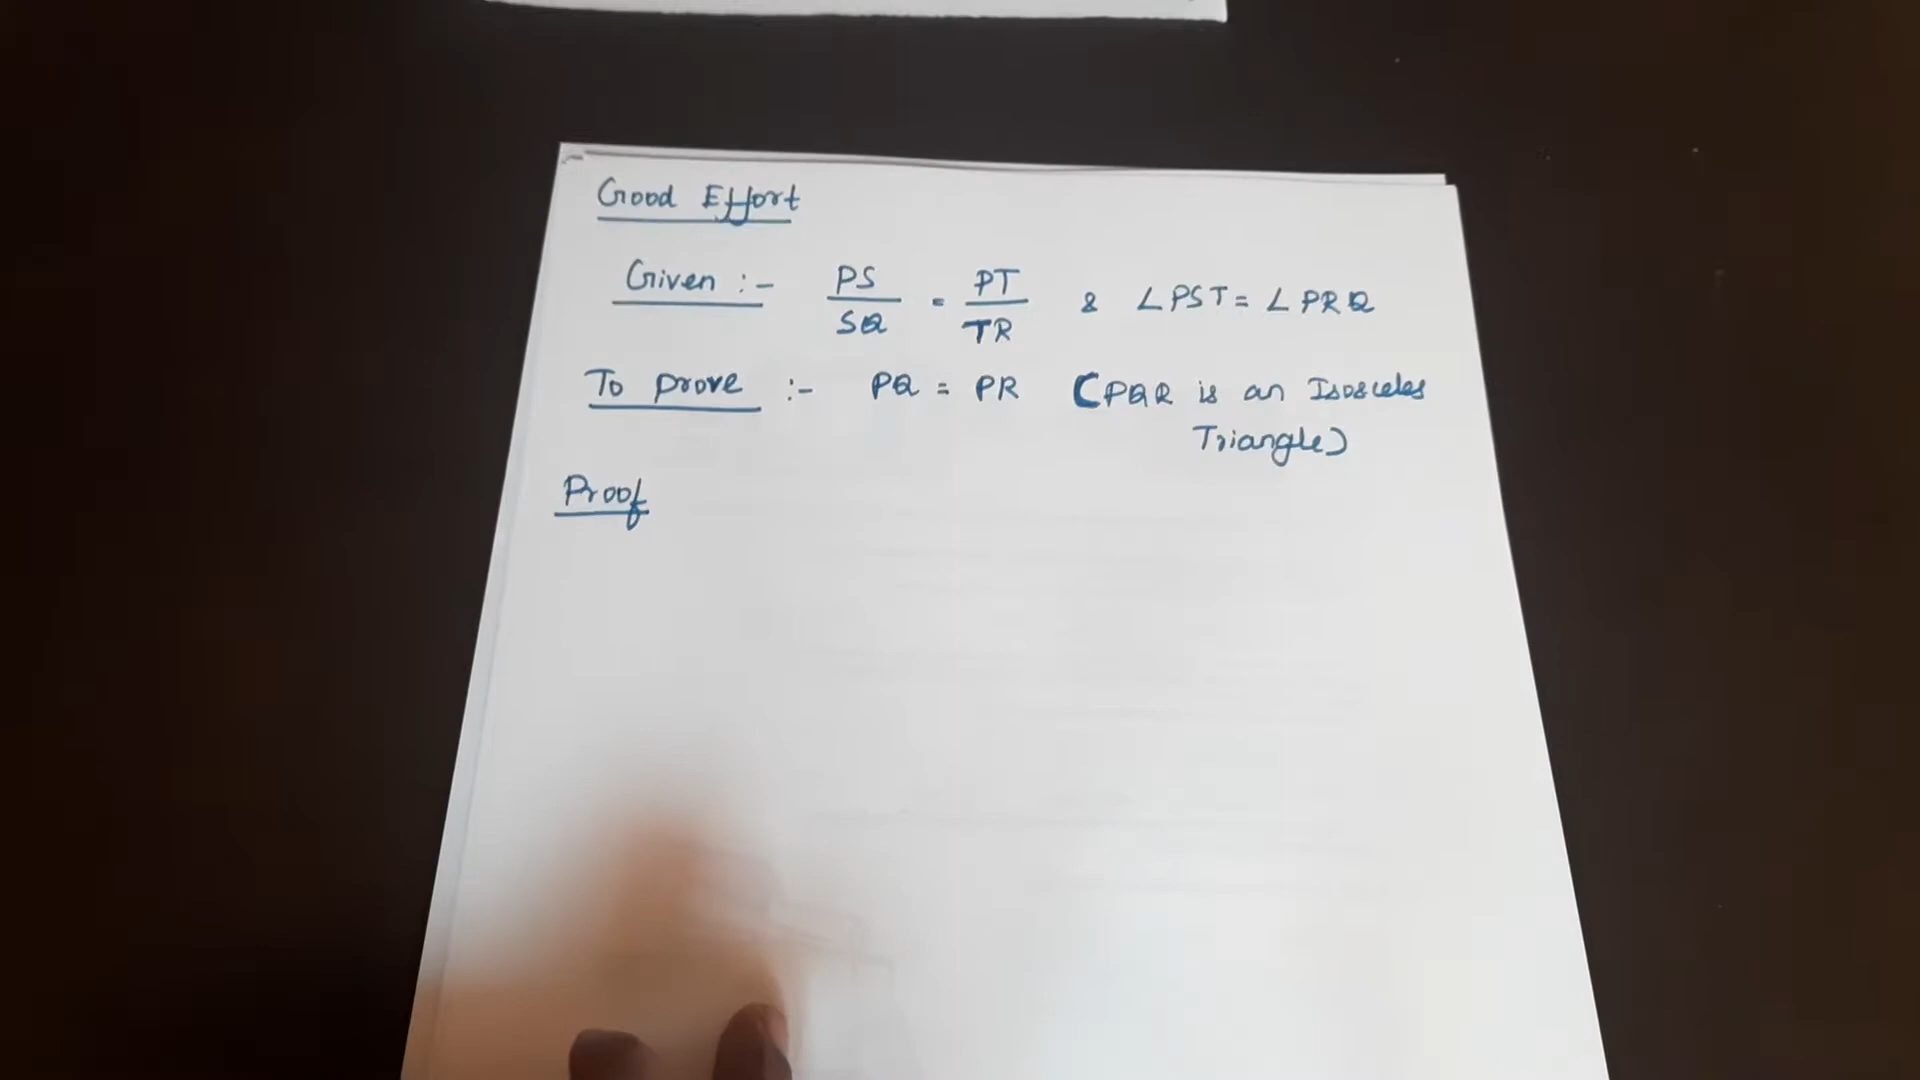 Good Effort
Given :- PS/SQ = PT/TR & ∠PST = ∠PRQ
To prove :- PQ = PR (PQR is an Isosceles
Triangle)
Proof